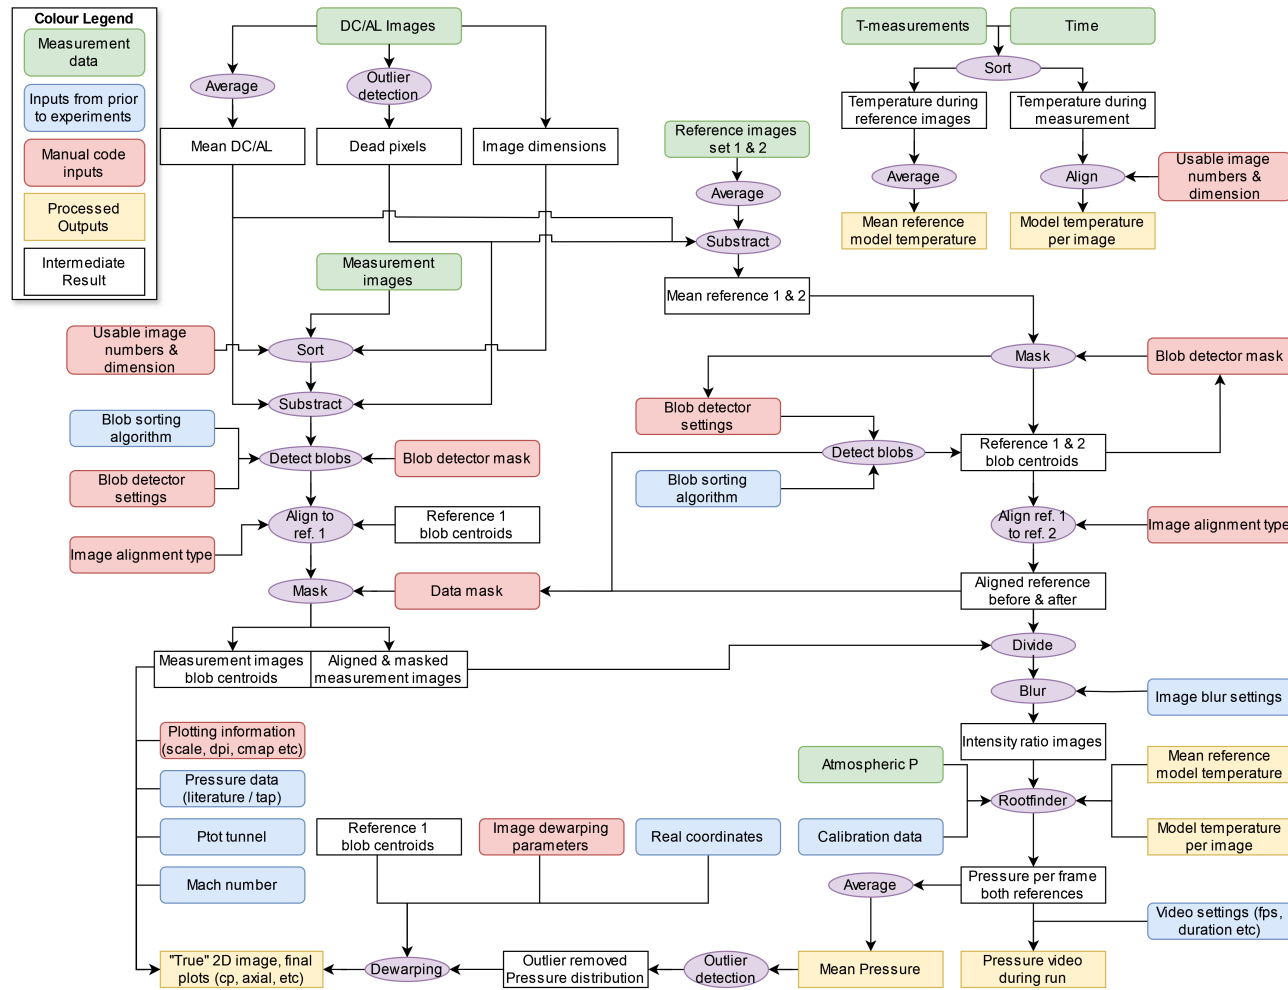 Colour Legend
Measurement
data
Inputs from prior
to experiments
Manual code
inputs
Processed
Outputs
Intermediate
Result
DC/AL Images
Average
Outlier
detection
Mean DC/AL
Dead pixels
Image dimensions
T-measurements
Time
Sort
Temperature during
reference images
Temperature during
measurement
Average
Align
Usable image
numbers &
dimension
Mean reference
model temperature
Model temperature
per image
Reference images
set 1 & 2
Average
Substract
Mean reference 1 & 2
Measurement
images
Usable image
numbers &
dimension
Sort
Substract
Blob sorting
algorithm
Detect blobs
Blob detector mask
Blob detector
settings
Align to
ref. 1
Reference 1
blob centroids
Image alignment type
Mask
Data mask
Measurement images
blob centroids
Aligned & masked
measurement images
Mask
Blob detector mask
Blob detector
settings
Detect blobs
Reference 1 & 2
blob centroids
Blob sorting
algorithm
Align ref. 1
to ref. 2
Image alignment type
Aligned reference
before & after
Divide
Blur
Image blur settings
Intensity ratio images
Atmospheric P
Mean reference
model temperature
Rootfinder
Calibration data
Model temperature
per image
Pressure per frame
both references
Average
Video settings (fps,
duration etc)
Pressure video
during run
Mean Pressure
Outlier
detection
Outlier removed
Pressure distribution
Dewarping
Plotting information
(scale, dpi, cmap etc)
Pressure data
(literature / tap)
Ptot tunnel
Mach number
Reference 1
blob centroids
Image dewarping
parameters
Real coordinates
"True" 2D image, final
plots (cp, axial, etc)